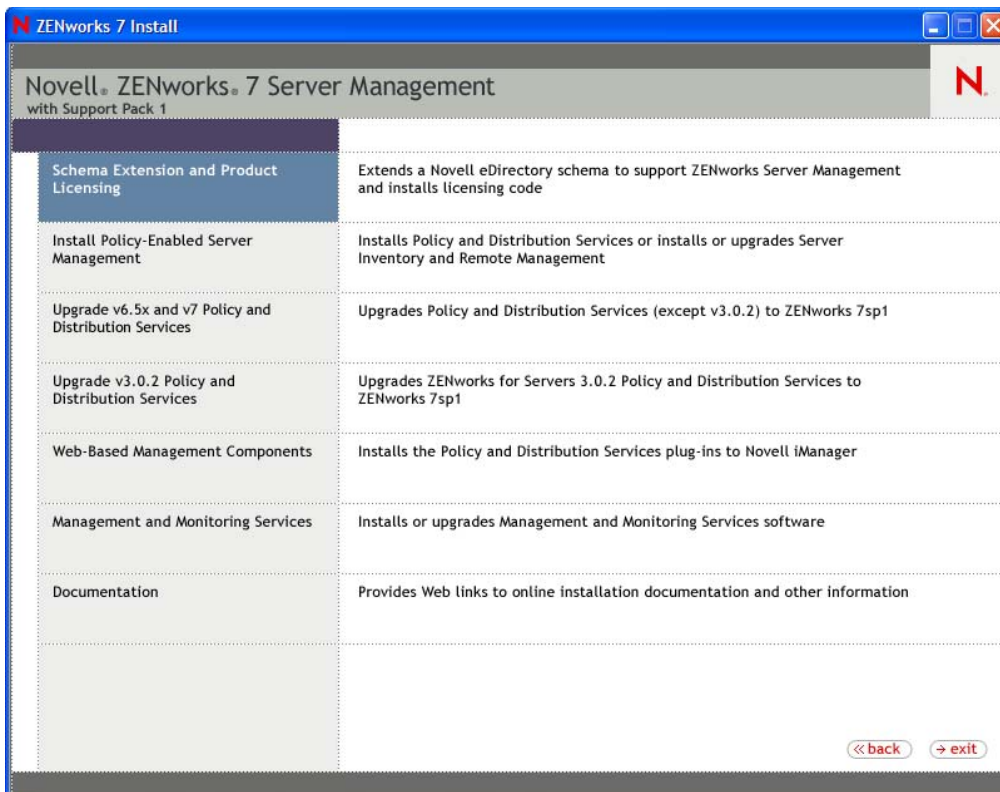 N ZENworks 7 Install
Novell® ZENworks® 7 Server Management
with Support Pack 1
N
Schema Extension and Product
Licensing
Extends a Novell eDirectory schema to support ZENworks Server Management
and installs licensing code
Install Policy-Enabled Server
Management
Installs Policy and Distribution Services or installs or upgrades Server
Inventory and Remote Management
Upgrade v6.5x and v7 Policy and
Distribution Services
Upgrades Policy and Distribution Services (except v3.0.2) to ZENworks 7sp1
Upgrade v3.0.2 Policy and
Distribution Services
Upgrades ZENworks for Servers 3.0.2 Policy and Distribution Services to
ZENworks 7sp1
Web-Based Management Components
Installs the Policy and Distribution Services plug-ins to Novell iManager
Management and Monitoring Services
Installs or upgrades Management and Monitoring Services software
Documentation
Provides Web links to online installation documentation and other information
« back
→ exit